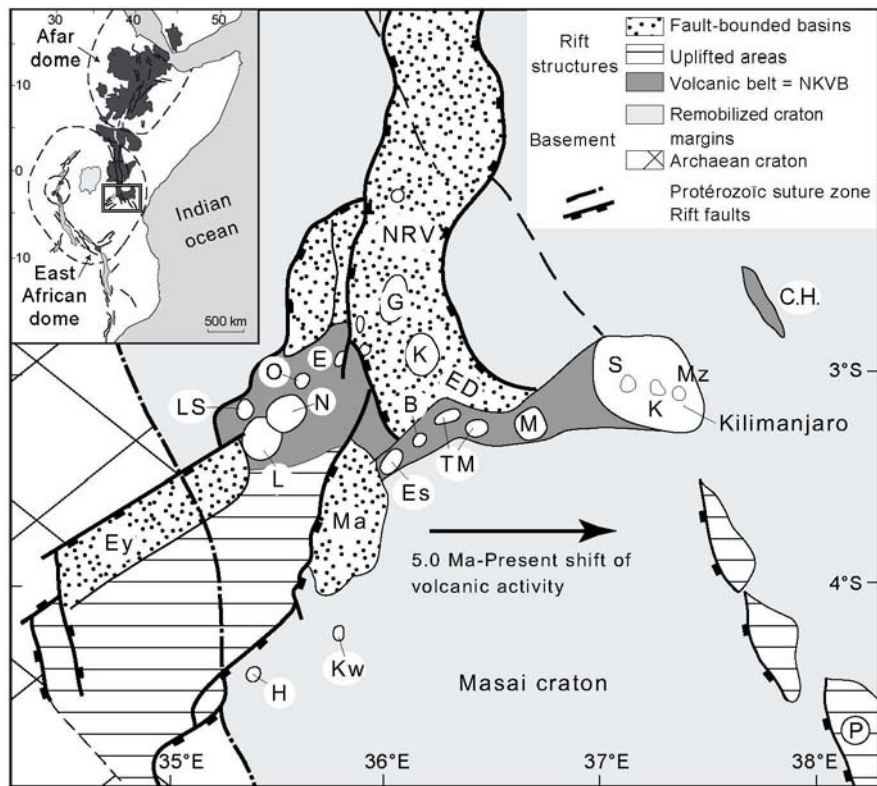 30
40
50
Afar
dome
10
0
10
East
African
dome
Indian
ocean
500 km
Rift
structures
Fault-bounded basins
Uplifted areas
Volcanic belt = NKVB
Basement
Remobilized craton
margins
Archaean craton
Protérozoïc suture zone
Rift faults
NRV
G
K
ED
C.H.
3°S
S
K
Mz
Kilimanjaro
E
O
N
LS
L
B
TM
M
Es
Ey
Ma
5.0 Ma-Present shift of
volcanic activity
4°S
Kw
H
Masai craton
P
35°E
36°E
37°E
38°E